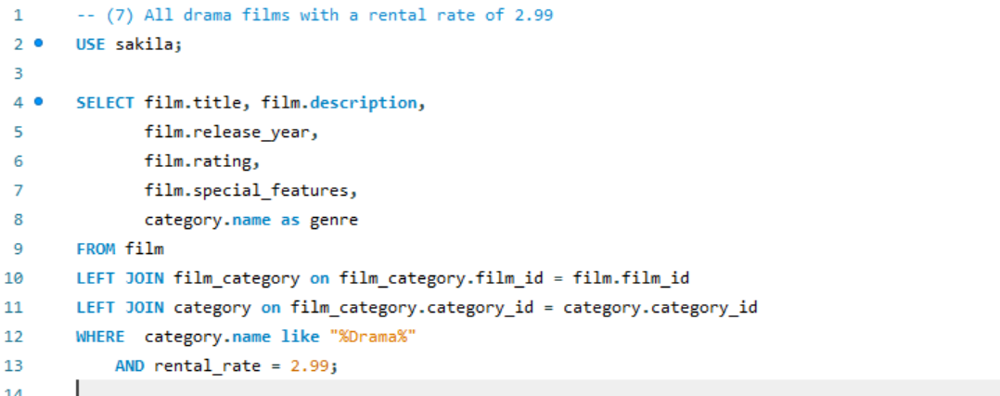 1 -- (7) All drama films with a rental rate of 2.99
2 USE sakila;
3
4 SELECT film.title, film.description,
5 film.release_year,
6 film.rating,
7 film.special_features,
8 category.name as genre
9 FROM film
10 LEFT JOIN film_category on film_category.film_id = film.film_id
11 LEFT JOIN category on film_category.category_id = category.category_id
12 WHERE  category.name like "%Drama%"
13 AND rental_rate = 2.99;
14